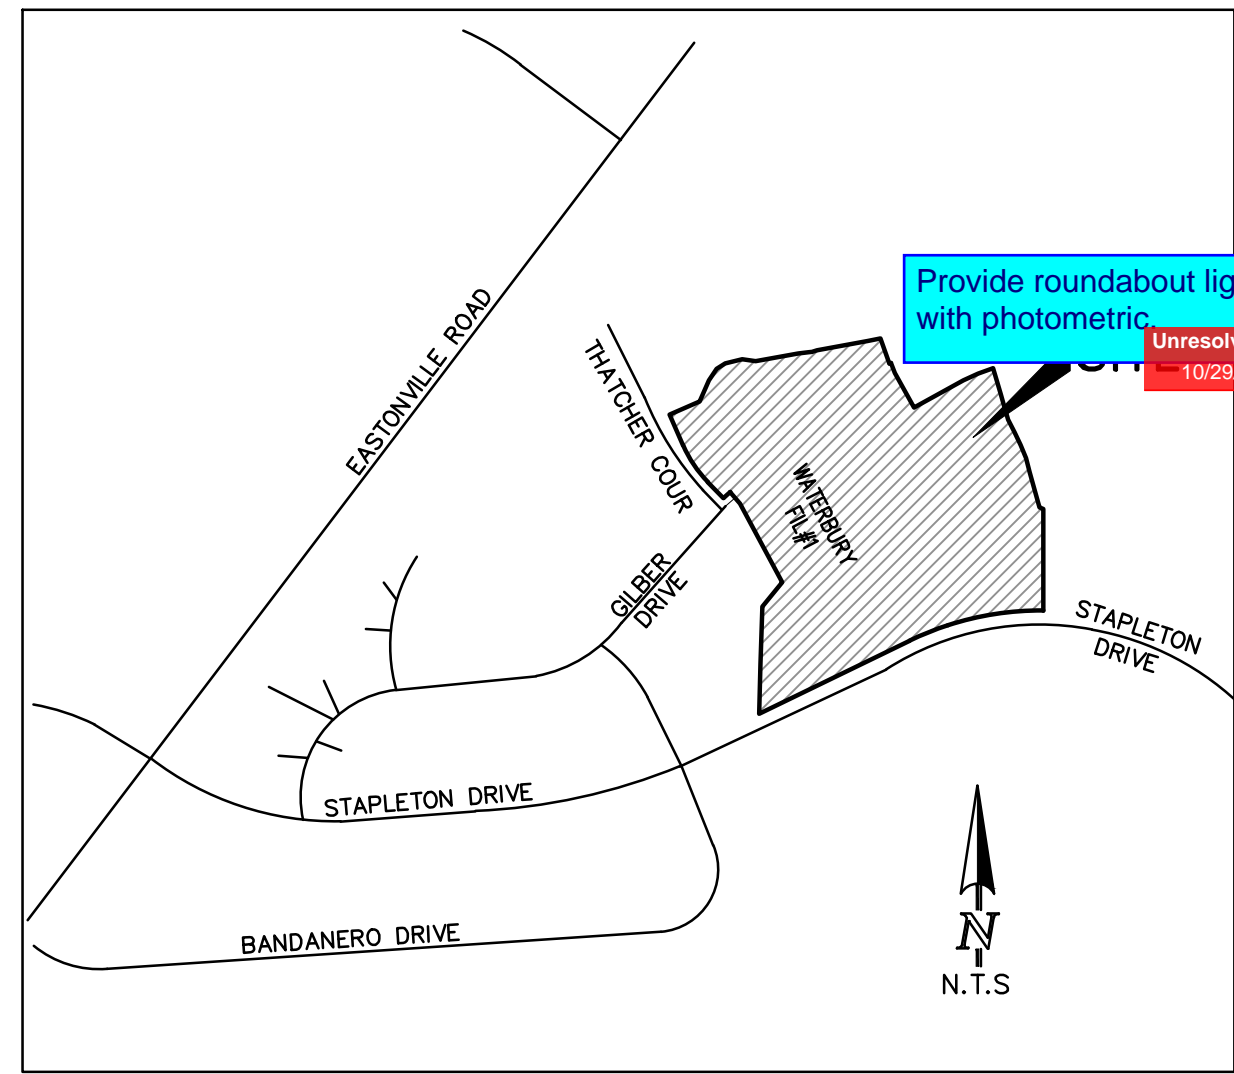 Provide roundabout lig
with photometric.
Unresolv
10/29/
EASTONVILLE ROAD
THATCHER COUR
WATERBURY
FIL#1
GILBER
DRIVE
STAPLETON
DRIVE
STAPLETON DRIVE
BANDANERO DRIVE
N
N.T.S